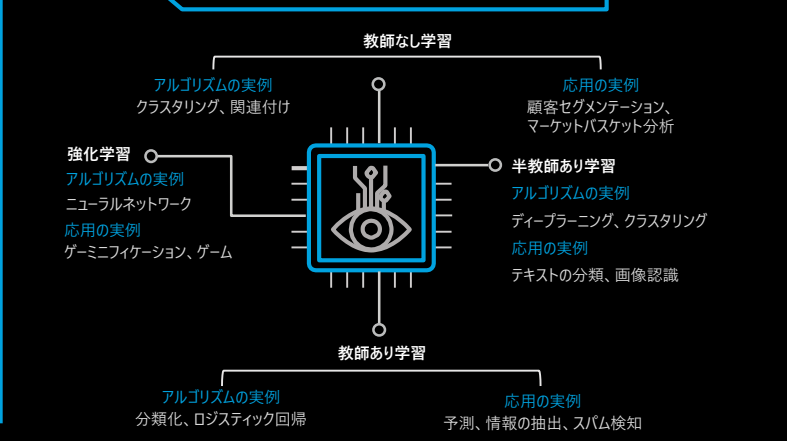 教師なし学習
アルゴリズムの実例
クラスタリング、関連付け
応用の実例
顧客セグメンテーション、
マーケットバスケット分析
強化学習
アルゴリズムの実例
ニューラルネットワーク
応用の実例
ゲーミニフィケーション、ゲーム
半教師あり学習
アルゴリズムの実例
ディープラーニング、クラスタリング
応用の実例
テキストの分類、画像認識
教師あり学習
アルゴリズムの実例
分類化、ロジスティック回帰
応用の実例
予測、情報の抽出、スパム検知